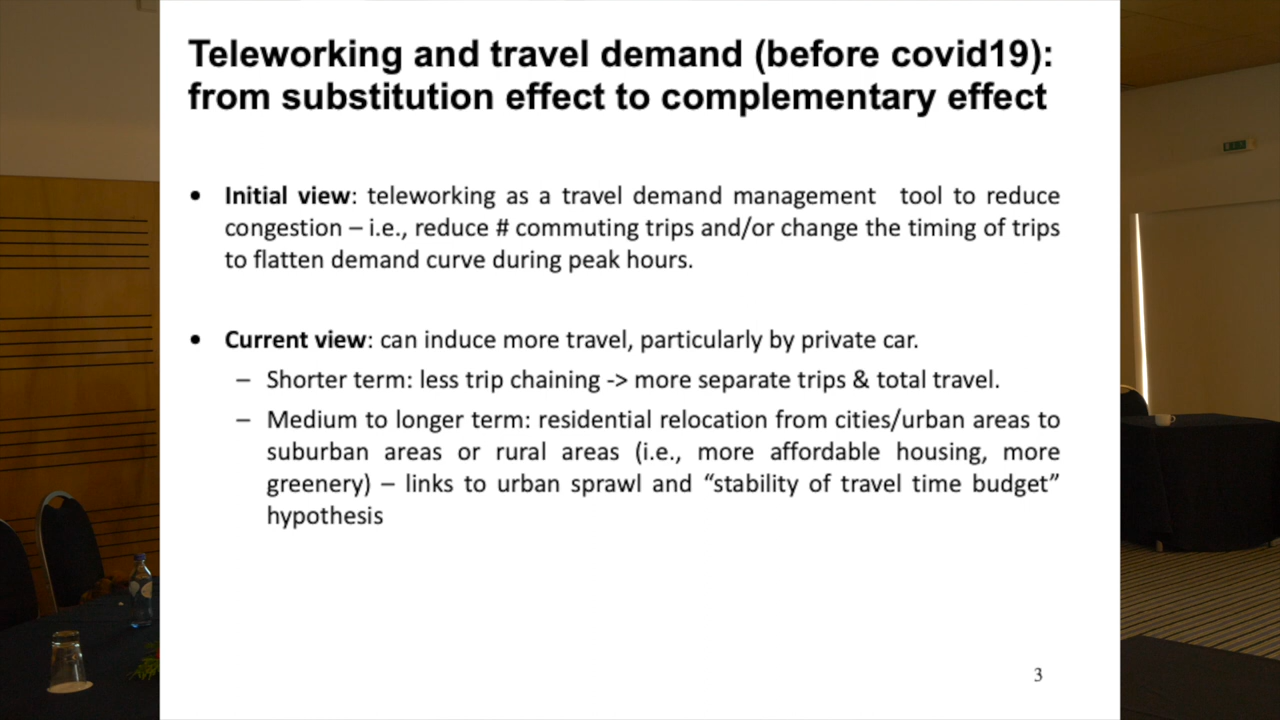 Teleworking and travel demand (before covid19):
from substitution effect to complementary effect
• Initial view: teleworking as a travel demand management tool to reduce
congestion – i.e., reduce # commuting trips and/or change the timing of trips
to flatten demand curve during peak hours.
• Current view: can induce more travel, particularly by private car.
– Shorter term: less trip chaining -> more separate trips & total travel.
– Medium to longer term: residential relocation from cities/urban areas to
suburban areas or rural areas (i.e., more affordable housing, more
greenery) – links to urban sprawl and “stability of travel time budget”
hypothesis
3